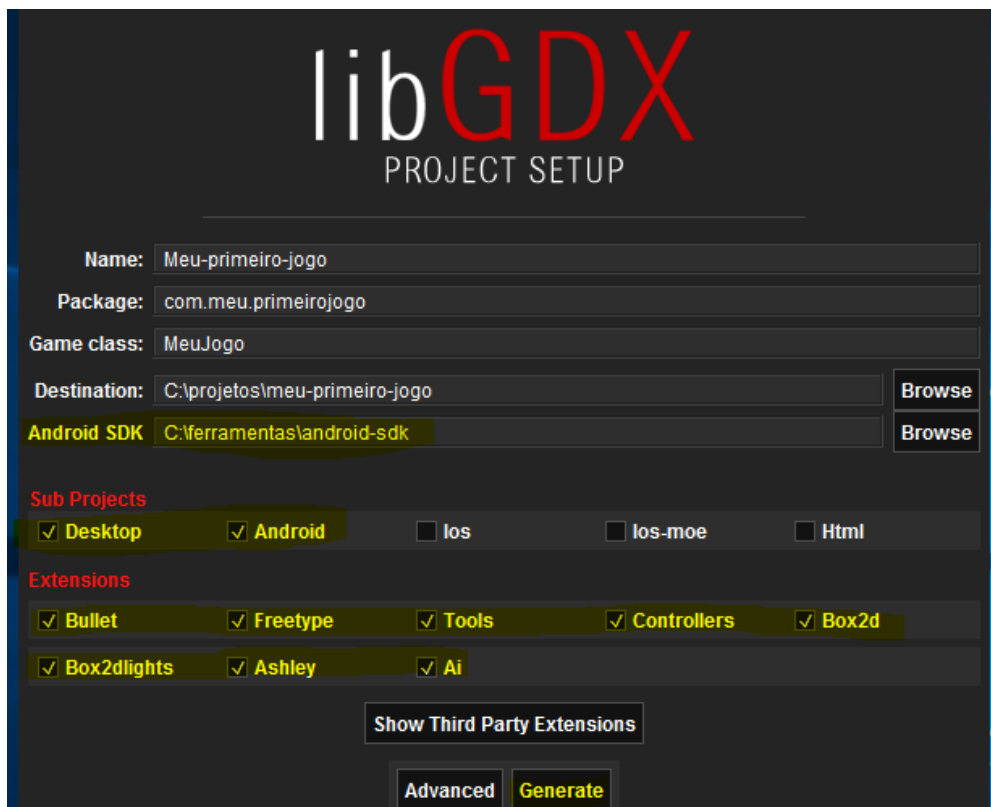 libGDX
PROJECT SETUP
Name: Meu-primeiro-jogo
Package: com.meu.primeirojogo
Game class: MeuJogo
Destination: C:\projetos\meu-primeiro-jogo Browse
Android SDK C:\ferramentas\android-sdk Browse
Sub Projects
Desktop Android Ios Ios-moe Html
Extensions
Bullet Freetype Tools Controllers Box2d
Box2dlights Ashley Ai
Show Third Party Extensions
Advanced Generate